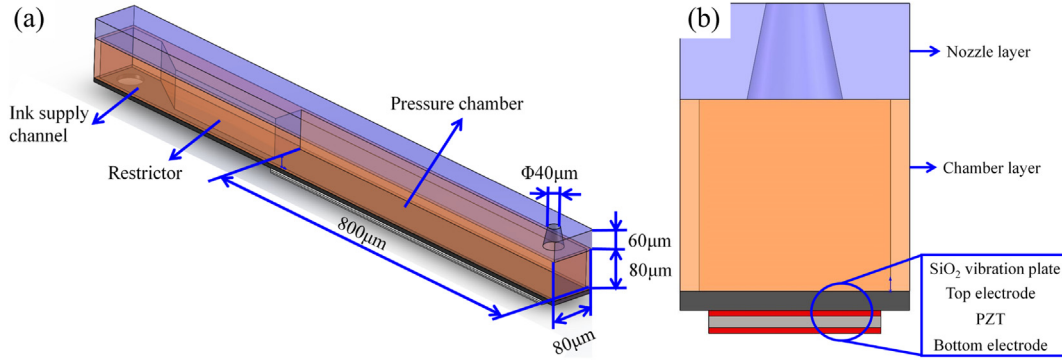 (a)
Ink supply
channel
Restrictor
Pressure chamber
Φ40μm
800μm
60μm
80μm
80μm
(b)
Nozzle layer
Chamber layer
SiO₂ vibration plate
Top electrode
PZT
Bottom electrode